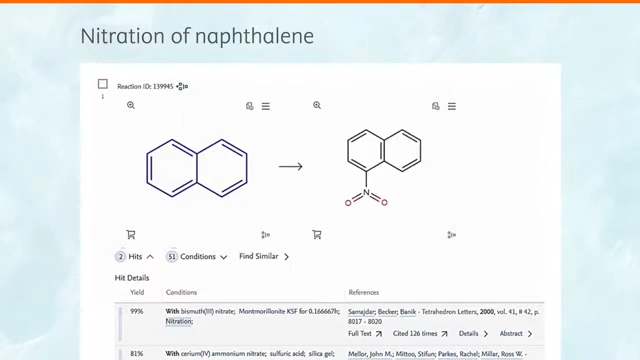 Nitration of naphthalene
Reaction ID: 139945
1
N
O O
2 Hits 51 Conditions Find Similar
Hit Details
Yield Conditions References
99% With bismuth(III) nitrate; Montmorillonite KSF for 0.166667h; Samajdar; Becker; Banik - Tetrahedron Letters, 2000, vol. 41, # 42, p.
Nitration; 8017 - 8020
Full Text Cited 126 times Details Abstract
81% With cerium(IV) ammonium nitrate; sulfuric acid; silica gel; Mellor, John M.; Mittoo, Stifun; Parkes, Rachel; Millar, Ross W. -